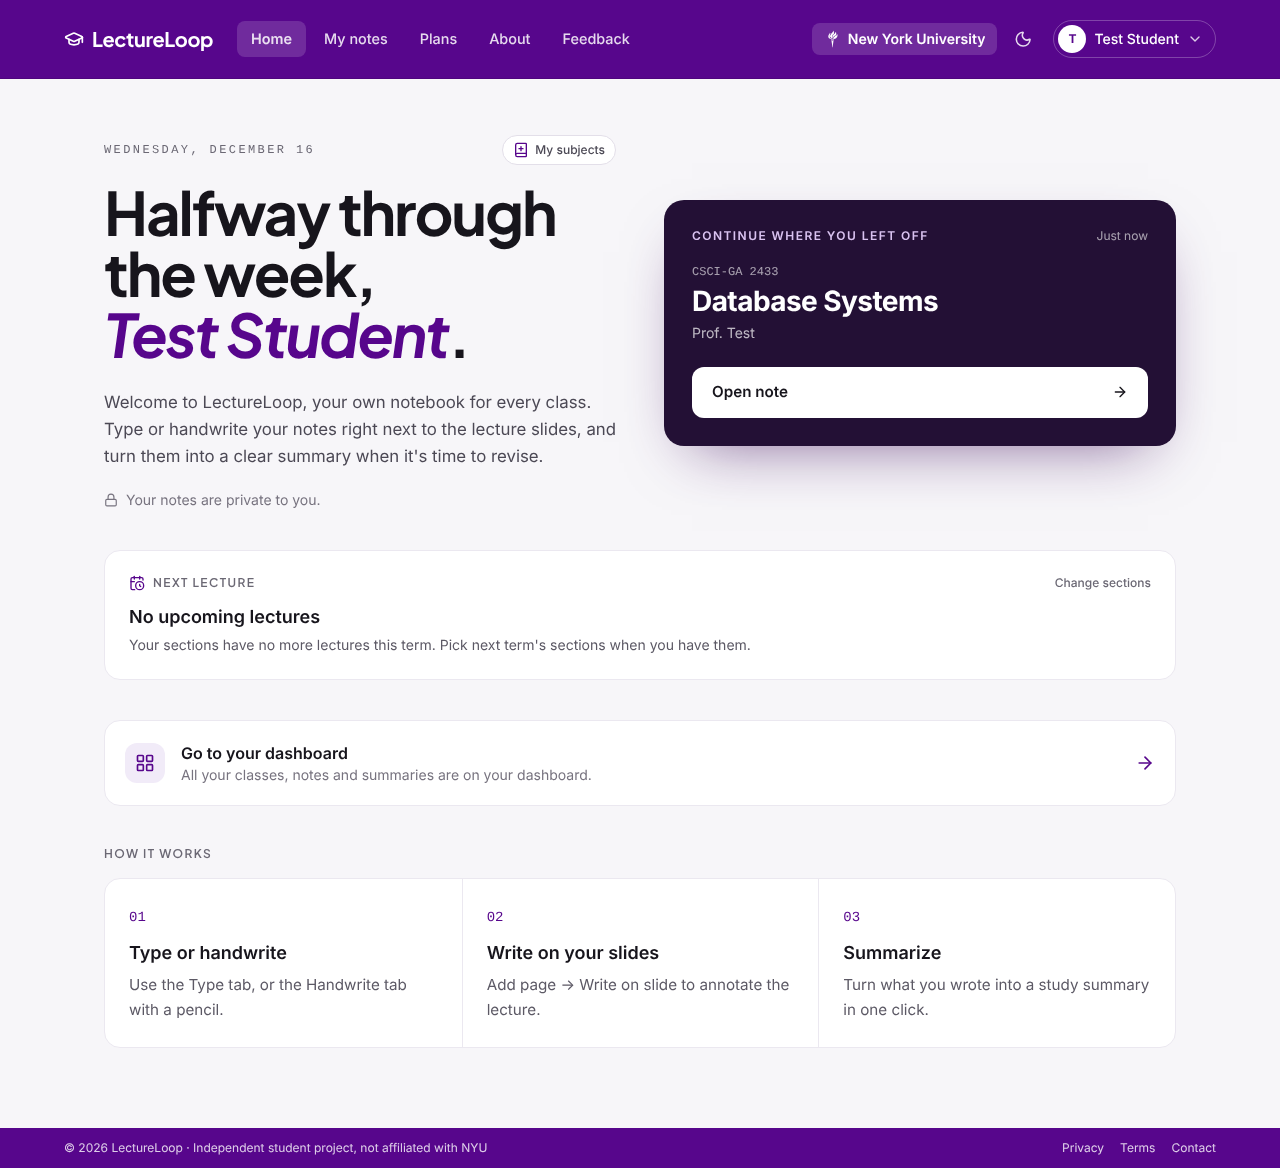 LectureLoop
Home
My notes
Plans
About
Feedback
New York University
T
Test Student
WEDNESDAY, DECEMBER 16
My subjects
Halfway through
the week,
Test Student.
Welcome to LectureLoop, your own notebook for every class.
Type or handwrite your notes right next to the lecture slides, and
turn them into a clear summary when it's time to revise.
Your notes are private to you.
CONTINUE WHERE YOU LEFT OFF
Just now
CSCI-GA 2433
Database Systems
Prof. Test
Open note
NEXT LECTURE
Change sections
No upcoming lectures
Your sections have no more lectures this term. Pick next term's sections when you have them.
Go to your dashboard
All your classes, notes and summaries are on your dashboard.
HOW IT WORKS
01
Type or handwrite
Use the Type tab, or the Handwrite tab
with a pencil.
02
Write on your slides
Add page → Write on slide to annotate the
lecture.
03
Summarize
Turn what you wrote into a study summary
in one click.
© 2026 LectureLoop · Independent student project, not affiliated with NYU
Privacy
Terms
Contact